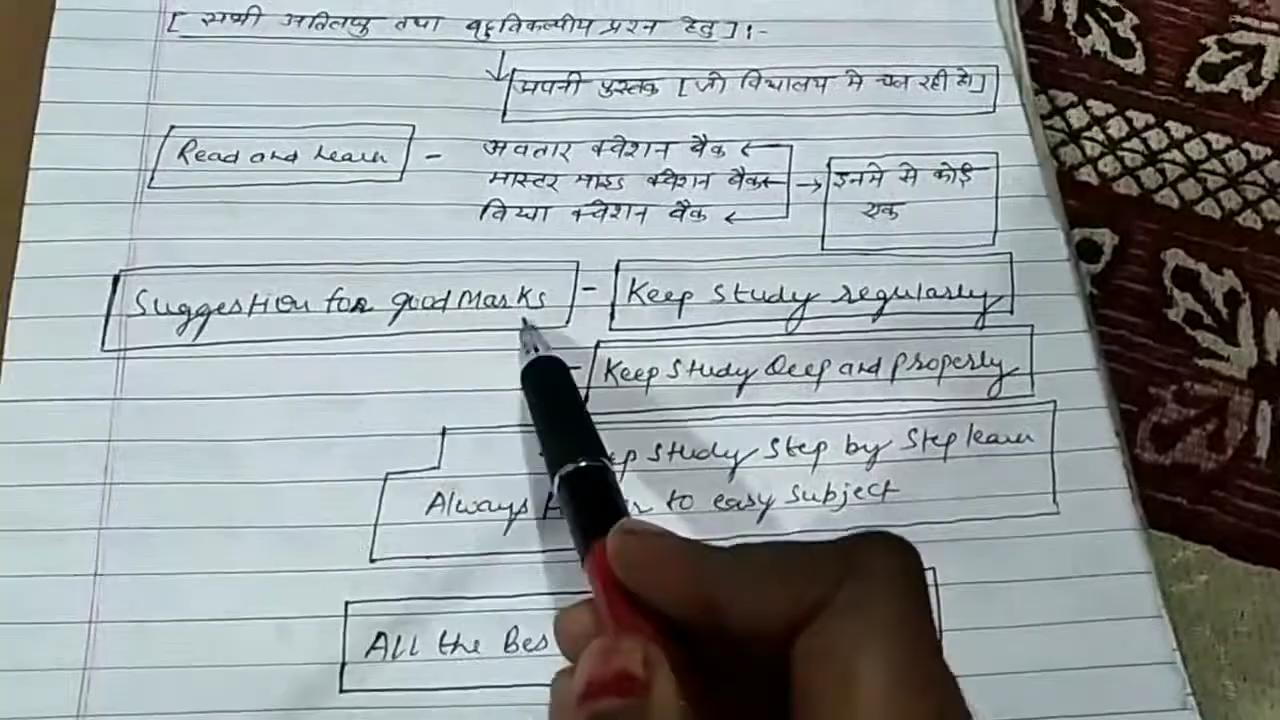 [ सभी अतिलघु तथा बहुविकल्पीय प्रश्न हेतु ] :-
अपनी पुस्तक [ जो विद्यालय मे चल रही हो ]
Read and Learn - अवतार क्वेशन बैंक
मास्टर माइंड क्वेशन बैंक इनमे से कोई
विद्या क्वेशन बैंक एक
Suggestion for good Marks - Keep Study regularly
Keep Study Deep and properly
Study Step by Step learn
Always to easy Subject
All the